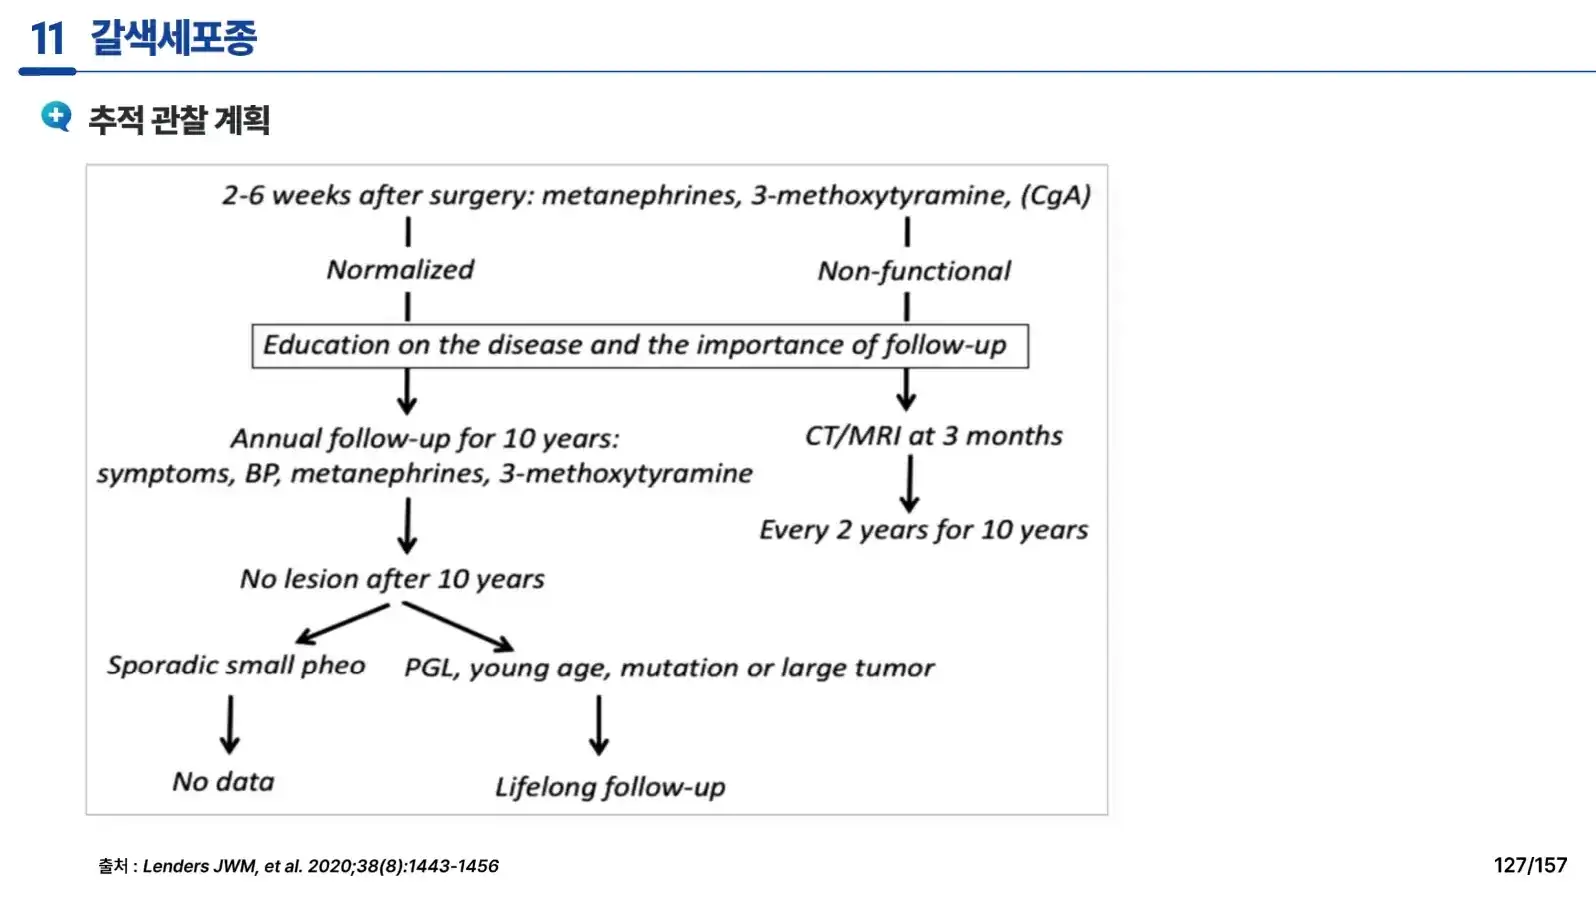 11 갈색세포종
추적 관찰 계획
2-6 weeks after surgery: metanephrines, 3-methoxytyramine, (CgA)
Normalized
Non-functional
Education on the disease and the importance of follow-up
Annual follow-up for 10 years:
symptoms, BP, metanephrines, 3-methoxytyramine
CT/MRI at 3 months
Every 2 years for 10 years
No lesion after 10 years
Sporadic small pheo
PGL, young age, mutation or large tumor
No data
Lifelong follow-up
출처 : Lenders JWM, et al. 2020;38(8):1443-1456
127/157